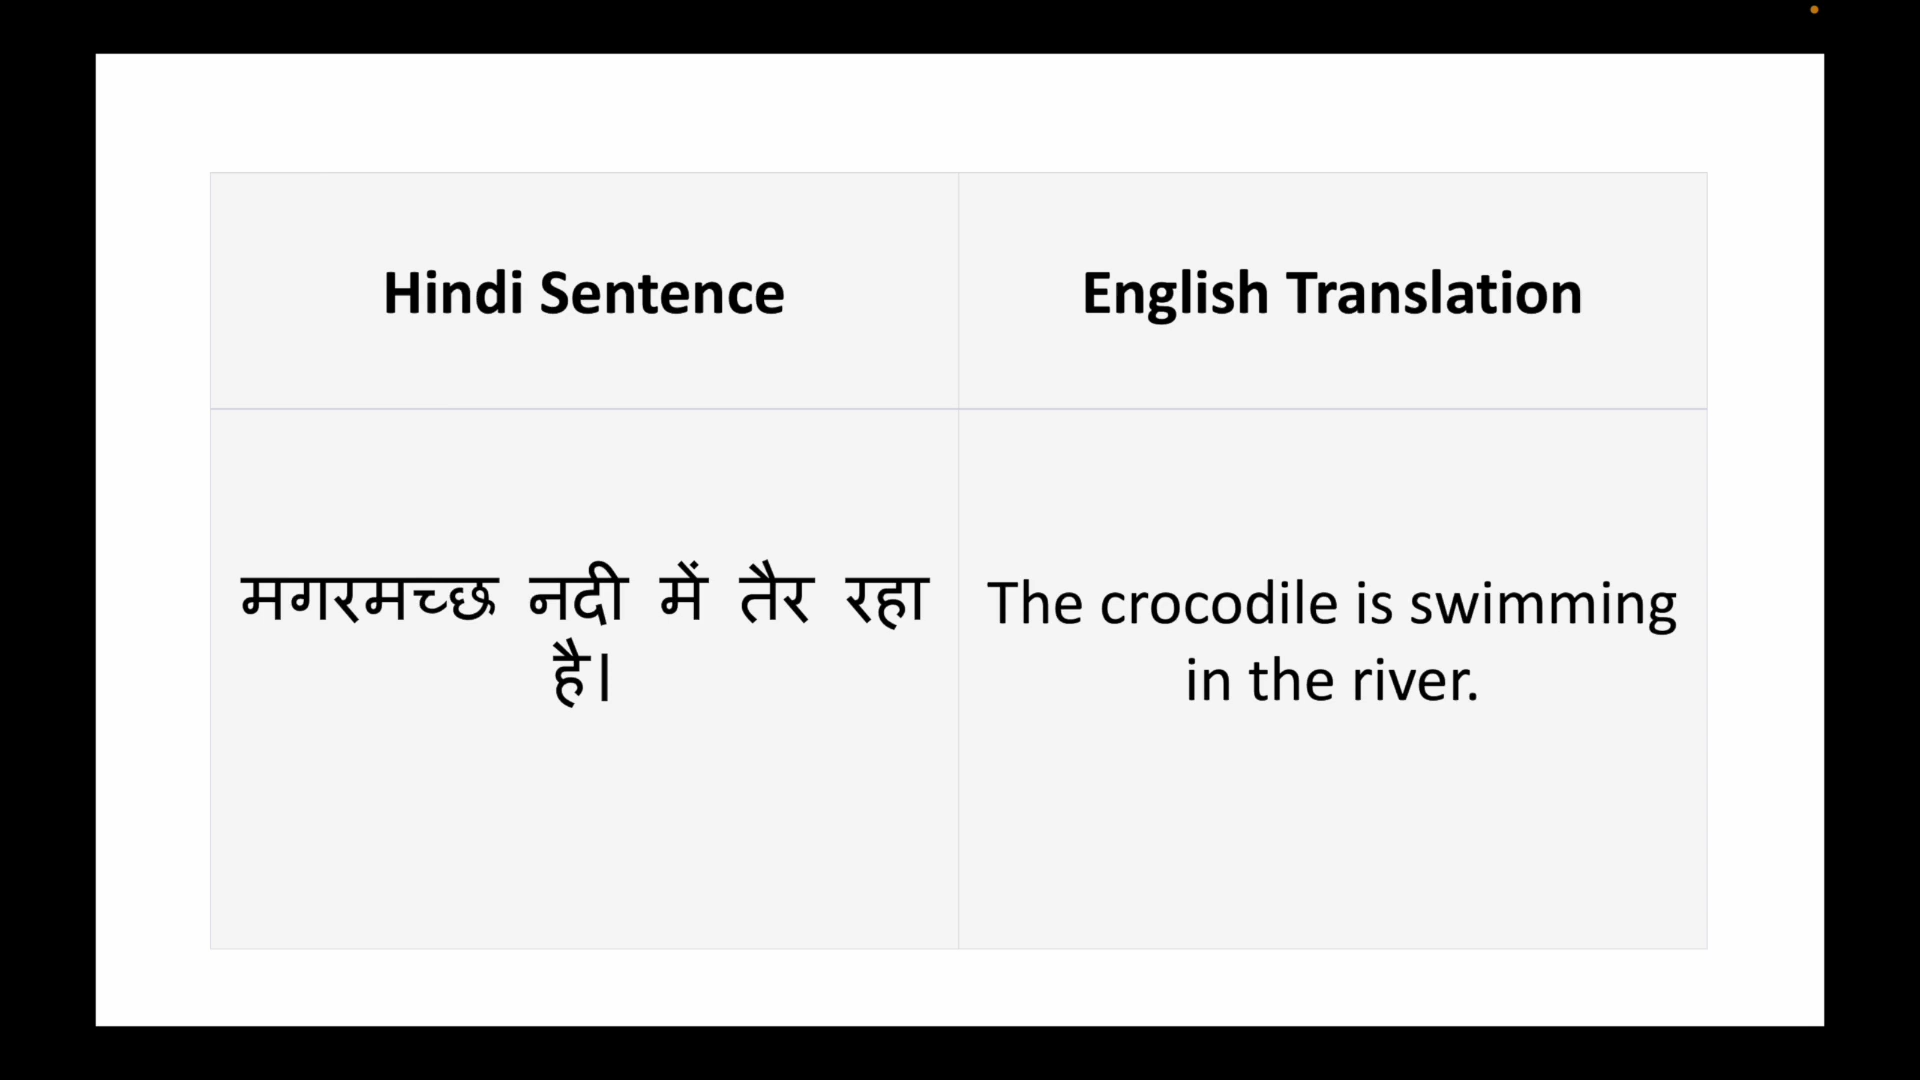 Hindi Sentence
English Translation
मगरमच्छ नदी में तैर रहा
है।
The crocodile is swimming
in the river.